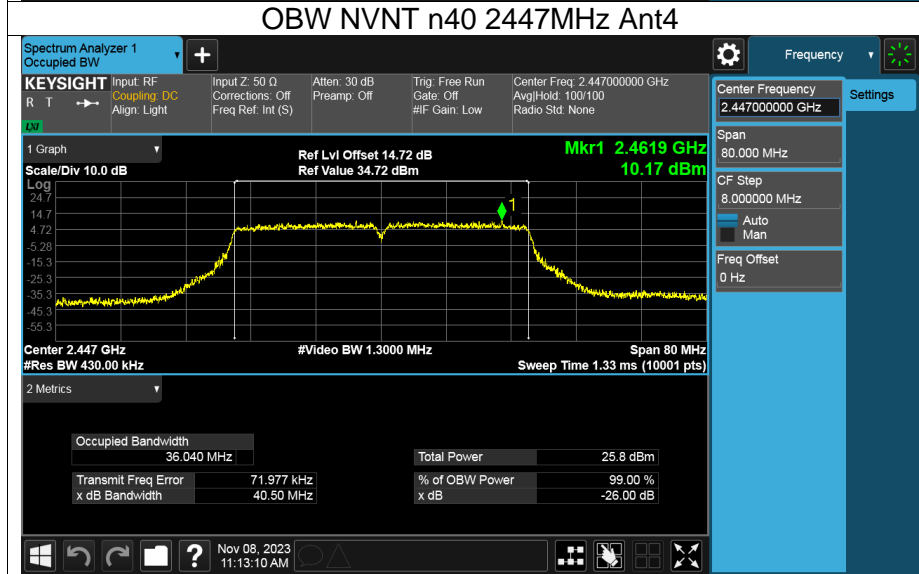 OBW NVNT n40 2447MHz Ant4
Spectrum Analyzer 1
Occupied BW
Frequency
KEYSIGHT
R T
LXI
Input: RF
Coupling: DC
Align: Light
Input Z: 50 Ω
Corrections: Off
Freq Ref: Int (S)
Atten: 30 dB
Preamp: Off
Trig: Free Run
Gate: Off
#IF Gain: Low
Center Freq: 2.447000000 GHz
Avg|Hold: 100/100
Radio Std: None
Center Frequency
2.447000000 GHz
Settings
Span
80.000 MHz
CF Step
8.000000 MHz
Auto
Man
Freq Offset
0 Hz
1 Graph
Scale/Div 10.0 dB
Ref Lvl Offset 14.72 dB
Ref Value 34.72 dBm
Mkr1 2.4619 GHz
10.17 dBm
Log
24.7
14.7
4.72
-5.28
-15.3
-25.3
-35.3
-45.3
-55.3
1
Center 2.447 GHz
#Video BW 1.3000 MHz
Span 80 MHz
#Res BW 430.00 kHz
Sweep Time 1.33 ms (10001 pts)
2 Metrics
Occupied Bandwidth
36.040 MHz
Total Power 25.8 dBm
Transmit Freq Error 71.977 kHz
% of OBW Power 99.00 %
x dB Bandwidth 40.50 MHz
x dB -26.00 dB
?
Nov 08, 2023
11:13:10 AM